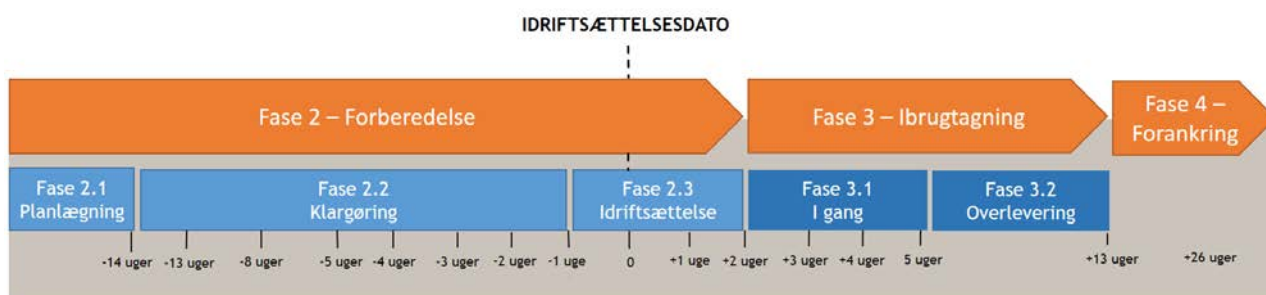 IDRIFTSÆTTELSESDATO
Fase 2 – Forberedelse
Fase 3 – Ibrugtagning
Fase 4 –
Forankring
Fase 2.1
Planlægning
Fase 2.2
Klargøring
Fase 2.3
Idriftsættelse
Fase 3.1
I gang
Fase 3.2
Overlevering
-14 uger
-13 uger
-8 uger
-5 uger
-4 uger
-3 uger
-2 uger
-1 uge
0
+1 uge
+2 uger
+3 uger
+4 uger
5 uger
+13 uger
+26 uger